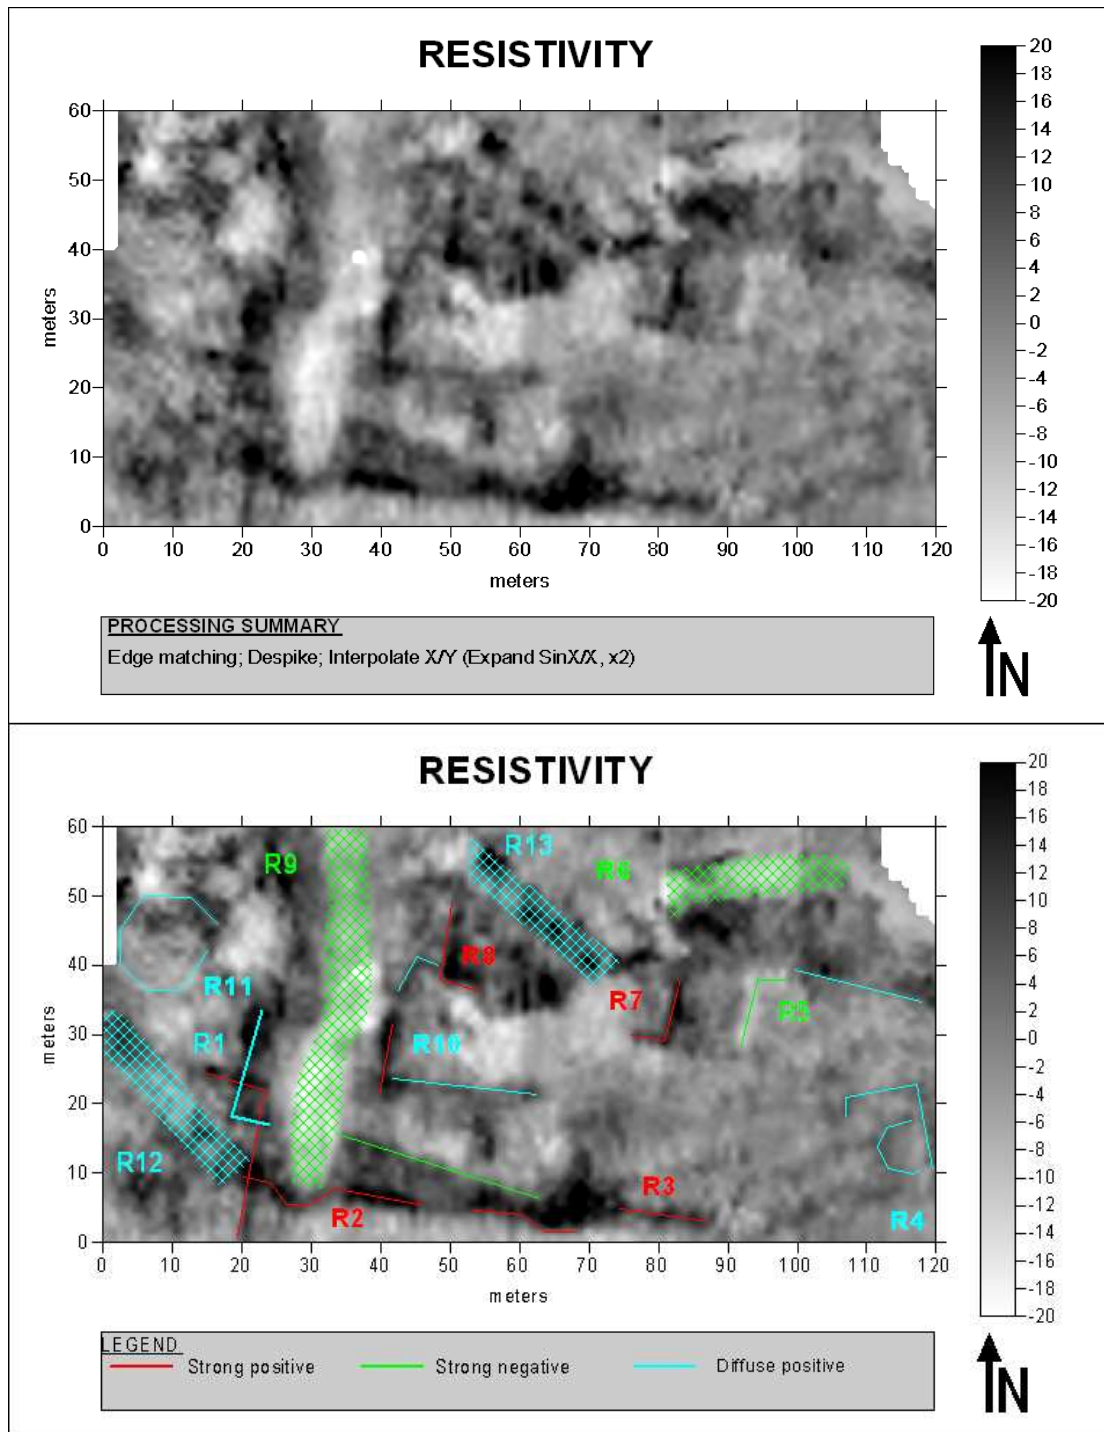 RESISTIVITY
60
50
40
30
20
10
0
meters
0 10 20 30 40 50 60 70 80 90 100 110 120
meters
20
18
16
14
12
10
8
6
4
2
0
-2
-4
-6
-8
-10
-12
-14
-16
-18
-20
PROCESSING SUMMARY
Edge matching; Despike; Interpolate X/Y (Expand SinX/X, x2)
N
RESISTIVITY
60
50
40
30
20
10
0
meters
R13
R9
R6
R8
R11
R7
R5
R1
R10
R12
R3
R2
R4
0 10 20 30 40 50 60 70 80 90 100 110 120
meters
20
18
16
14
12
10
8
6
4
2
0
-2
-4
-6
-8
-10
-12
-14
-16
-18
-20
LEGEND
Strong positive Strong negative Diffuse positive
N